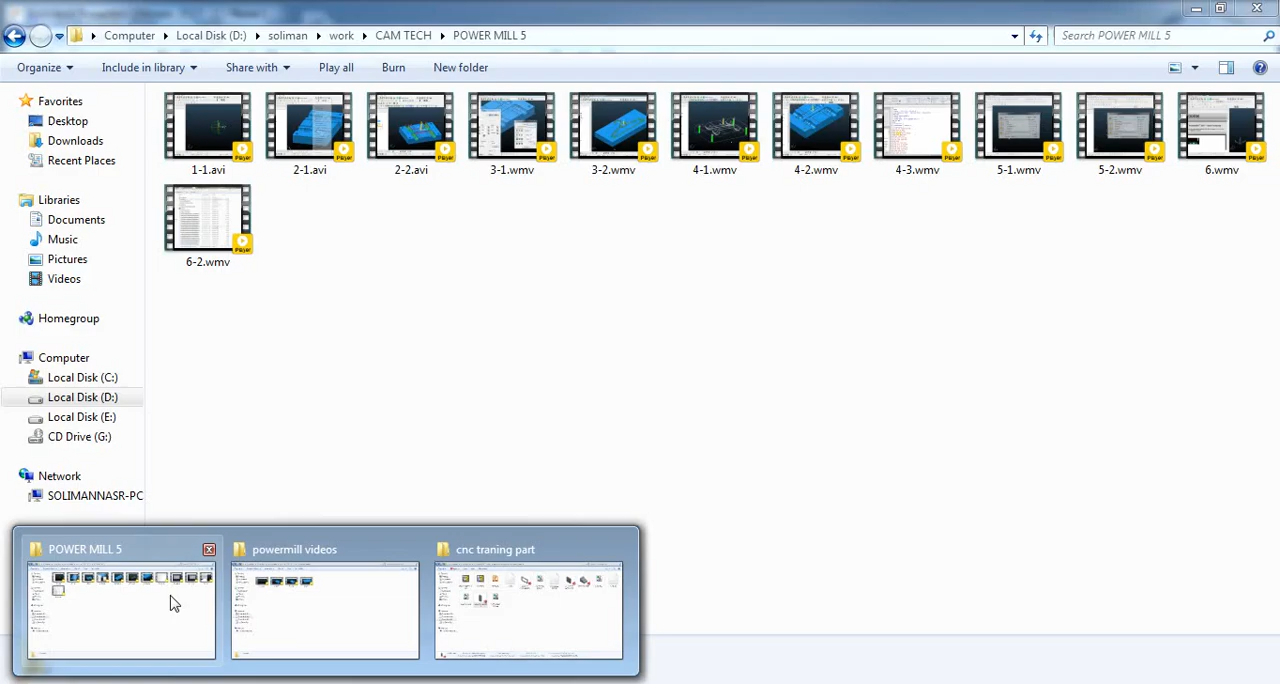 Computer Local Disk (D:) soliman work CAM TECH POWER MILL 5 Search POWER MILL 5
Organize Include in library Share with Play all Burn New folder
Favorites
Desktop
Downloads
Recent Places
Libraries
Documents
Music
Pictures
Videos
Homegroup
Computer
Local Disk (C:)
Local Disk (D:)
Local Disk (E:)
CD Drive (G:)
Network
SOLIMANNASR-PC
1-1.avi 2-1.avi 2-2.avi 3-1.wmv 3-2.wmv 4-1.wmv 4-2.wmv 4-3.wmv 5-1.wmv 5-2.wmv 6.wmv
6-2.wmv
POWER MILL 5 powermill videos cnc traning part